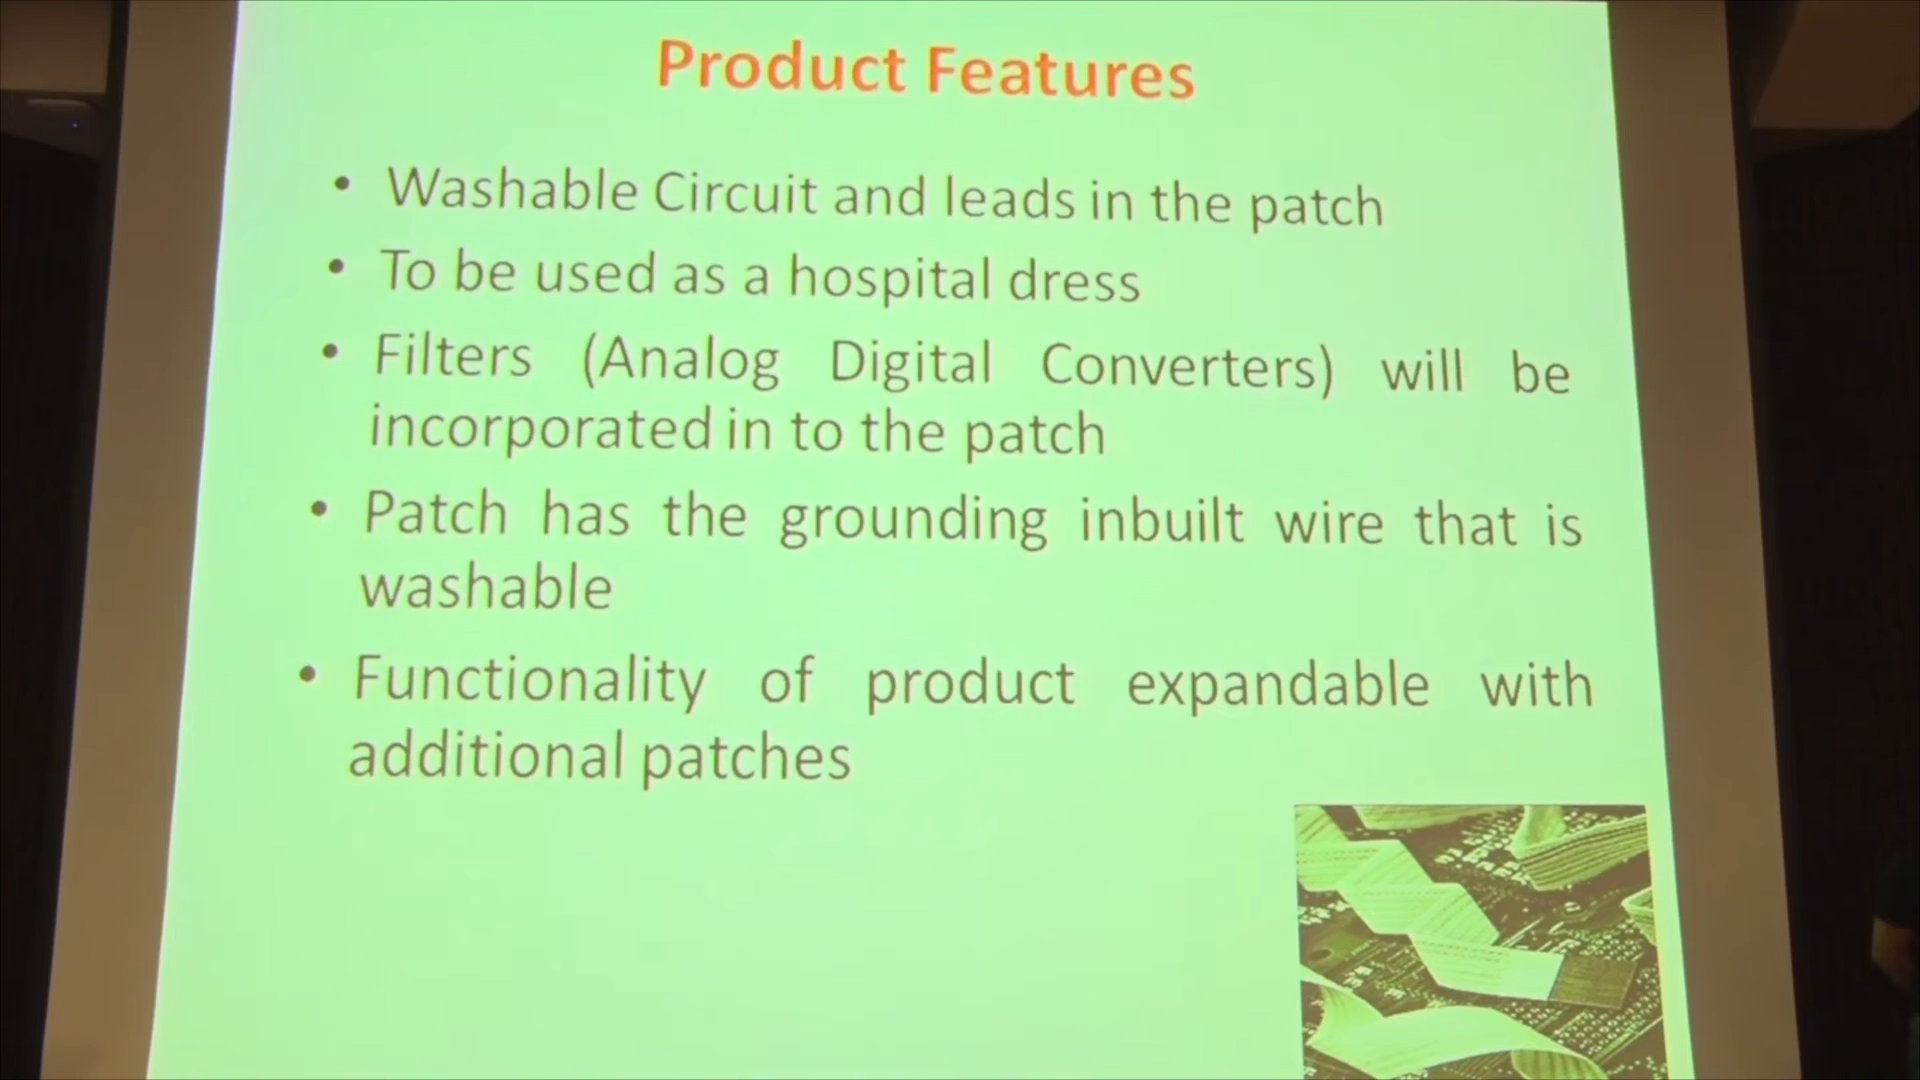 Product Features
• Washable Circuit and leads in the patch
• To be used as a hospital dress
• Filters (Analog Digital Converters) will be
incorporated in to the patch
• Patch has the grounding inbuilt wire that is
washable
• Functionality of product expandable with
additional patches